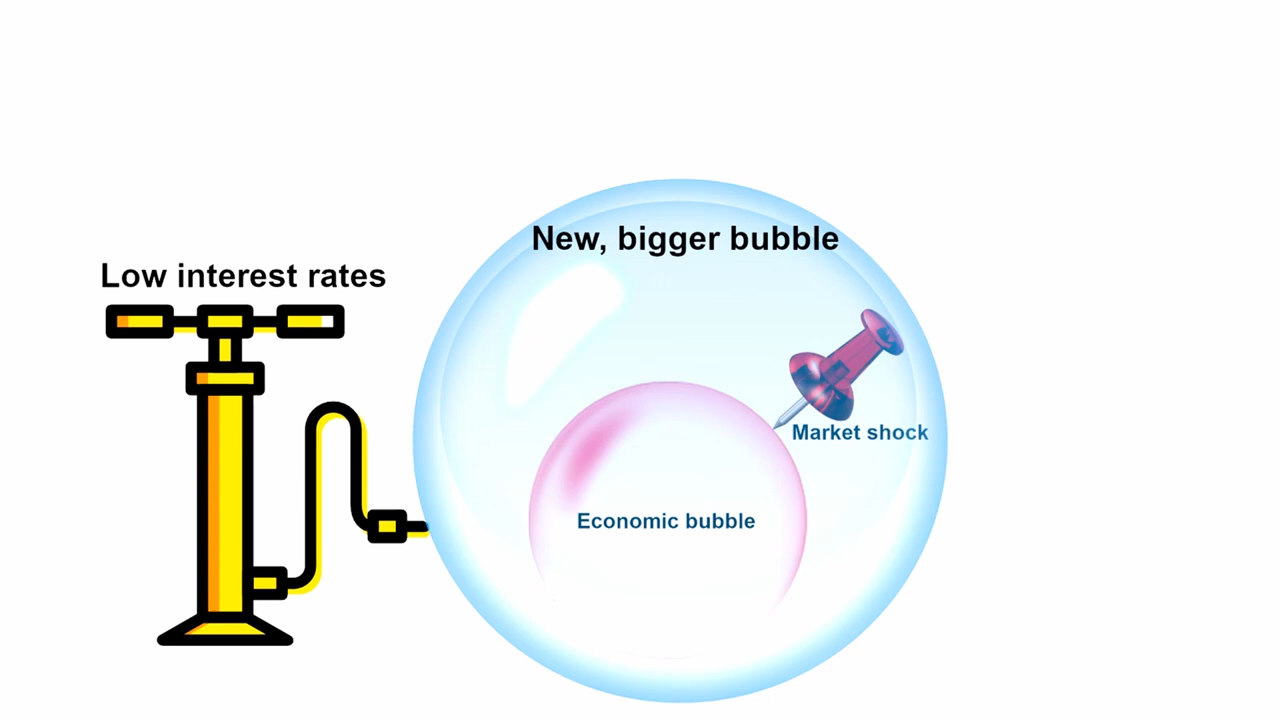 New, bigger bubble
Low interest rates
Market shock
Economic bubble